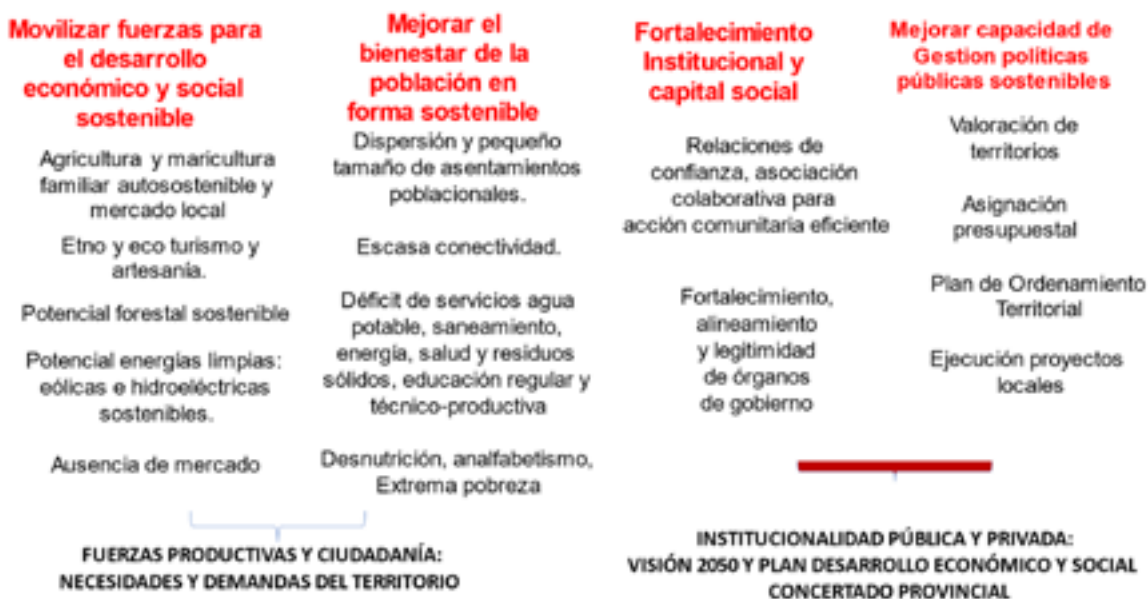 Movilizar fuerzas para
el desarrollo
económico y social
sostenible
Agricultura y maricultura
familiar autosostenible y
mercado local
Etno y eco turismo y
artesanía.
Potencial forestal sostenible
Potencial energías limpias:
eólicas e hidroeléctricas
sostenibles.
Ausencia de mercado
Mejorar el
bienestar de la
población en
forma sostenible
Dispersión y pequeño
tamaño de asentamientos
poblacionales.
Escasa conectividad.
Déficit de servicios agua
potable, saneamiento,
energía, salud y residuos
sólidos, educación regular y
técnico-productiva
Desnutrición, analfabetismo,
Extrema pobreza
FUERZAS PRODUCTIVAS Y CIUDADANÍA:
NECESIDADES Y DEMANDAS DEL TERRITORIO
Fortalecimiento
Institucional y
capital social
Relaciones de
confianza, asociación
colaborativa para
acción comunitaria eficiente
Fortalecimiento,
alineamiento
y legitimidad
de órganos
de gobierno
Mejorar capacidad de
Gestion políticas
públicas sostenibles
Valoración de
territorios
Asignación
presupuestal
Plan de Ordenamiento
Territorial
Ejecución proyectos
locales
INSTITUCIONALIDAD PÚBLICA Y PRIVADA:
VISIÓN 2050 Y PLAN DESARROLLO ECONÓMICO Y SOCIAL
CONCERTADO PROVINCIAL